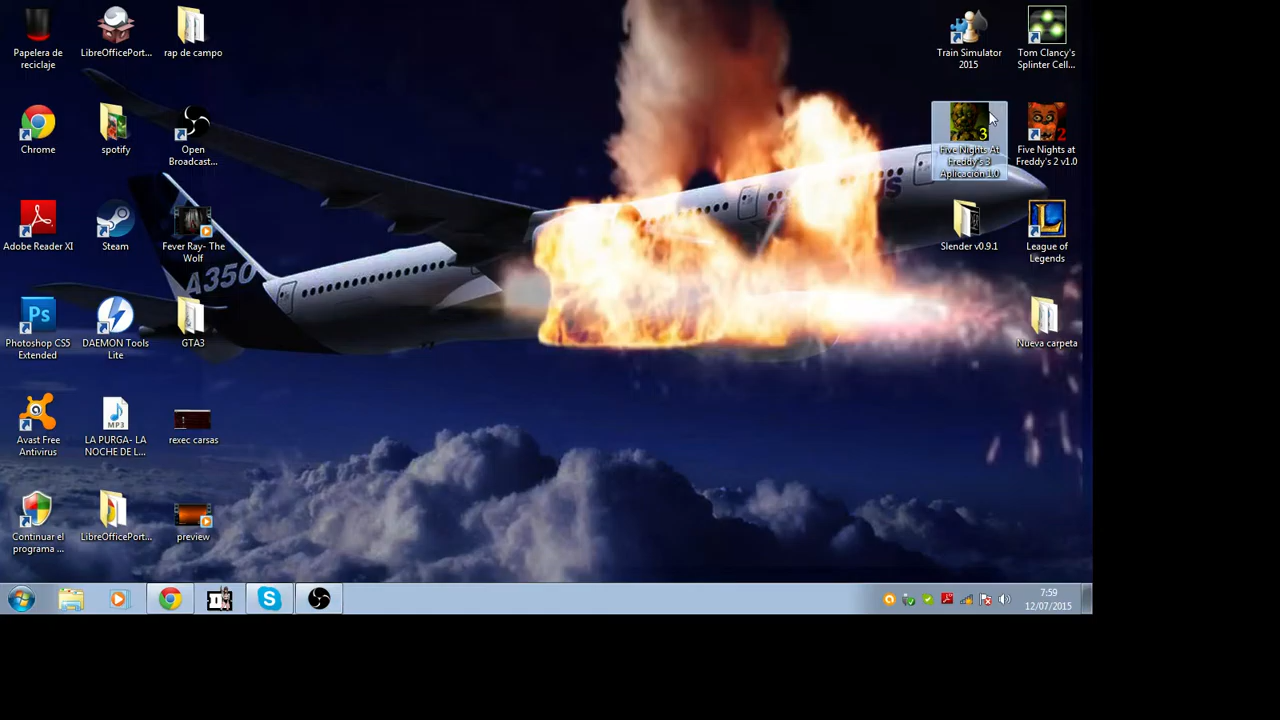 Papelera de
reciclaje
LibreOfficePort...
rap de campo
Train Simulator
2015
Tom Clancy's
Splinter Cell...
Chrome
spotify
Open
Broadcast...
3
Five Nights At
Freddy's 3
Aplicación 1.0
2
Five Nights at
Freddy's 2 v1.0
Adobe Reader XI
Steam
Fever Ray- The
Wolf
A350
Slender v0.9.1
L
League of
Legends
Ps
Photoshop CS5
Extended
DAEMON Tools
Lite
GTA3
Nueva carpeta
Avast Free
Antivirus
MP3
LA PURGA- LA
NOCHE DE L...
rexec carsas
Continuar el
programa ...
LibreOfficePort...
preview
7:59
12/07/2015